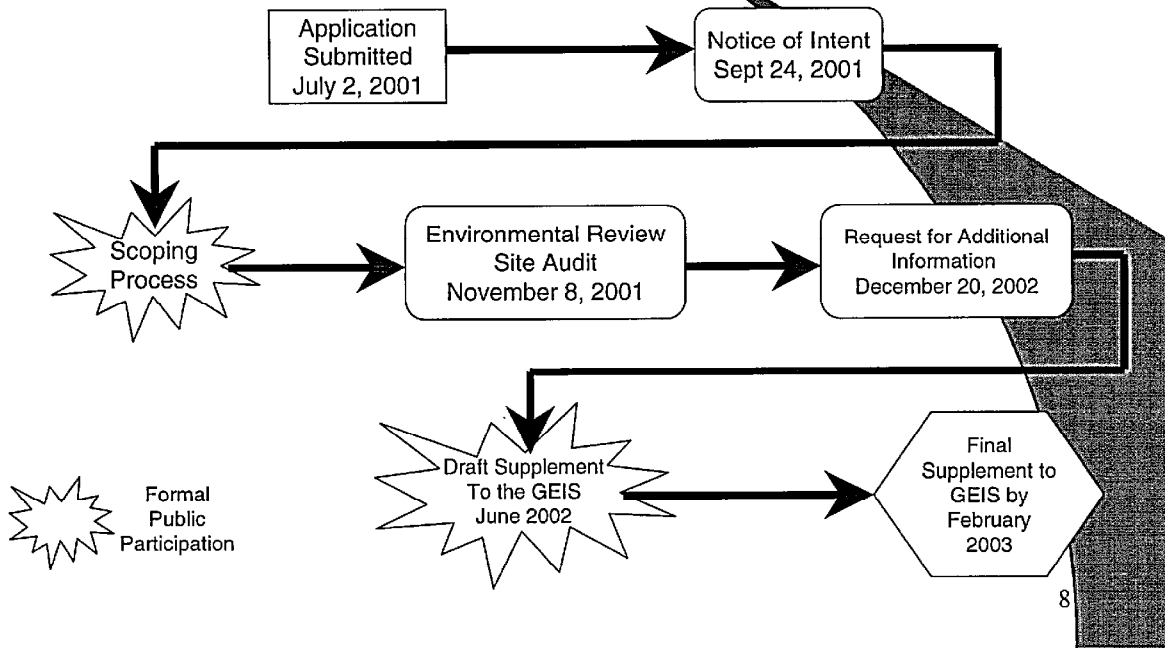 Application
Submitted
July 2, 2001
Notice of Intent
Sept 24, 2001
Scoping
Process
Environmental Review
Site Audit
November 8, 2001
Request for Additional
Information
December 20, 2002
Draft Supplement
To the GEIS
June 2002
Final
Supplement to
GEIS by
February
2003
Formal
Public
Participation
8